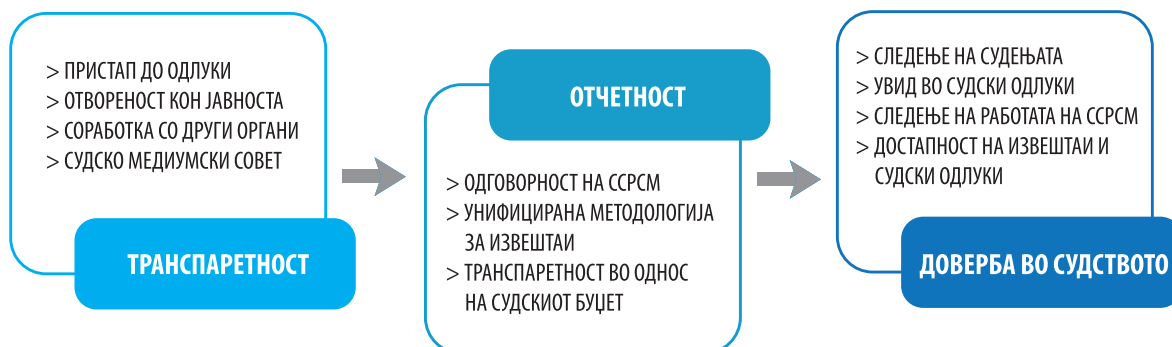 > ПРИСТАП ДО ОДЛУКИ
> ОТВОРЕНОСТ КОН ЈАВНОСТА
> СОРАБОТКА СО ДРУГИ ОРГАНИ
> СУДСКО МЕДИУМСКИ СОВЕТ
ТРАНСПАРЕТНОСТ
ОТЧЕТНОСТ
> ОДГОВОРНОСТ НА ССРСМ
> УНИФИЦИРАНА МЕТОДОЛОГИЈА
ЗА ИЗВЕШТАИ
> ТРАНСПАРЕТНОСТ ВО ОДНОС
НА СУДСКИОТ БУЏЕТ
> СЛЕДЕЊЕ НА СУДЕЊАТА
> УВИД ВО СУДСКИ ОДЛУКИ
> СЛЕДЕЊЕ НА РАБОТАТА НА ССРСМ
> ДОСТАПНОСТ НА ИЗВЕШТАИ И
СУДСКИ ОДЛУКИ
ДОВЕРБА ВО СУДСТВОТО